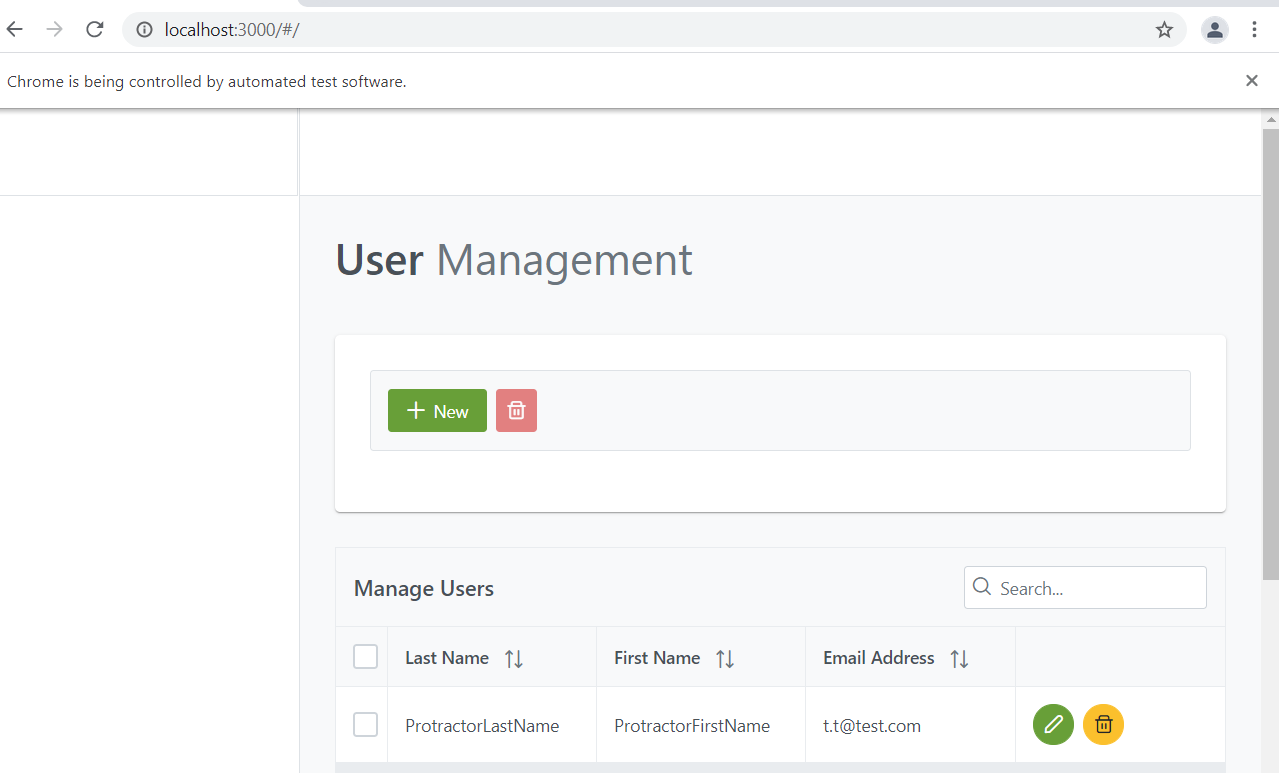 localhost:3000/#/
Chrome is being controlled by automated test software.
User Management
New
Manage Users
Search...
Last Name First Name Email Address
ProtractorLastName ProtractorFirstName t.t@test.com